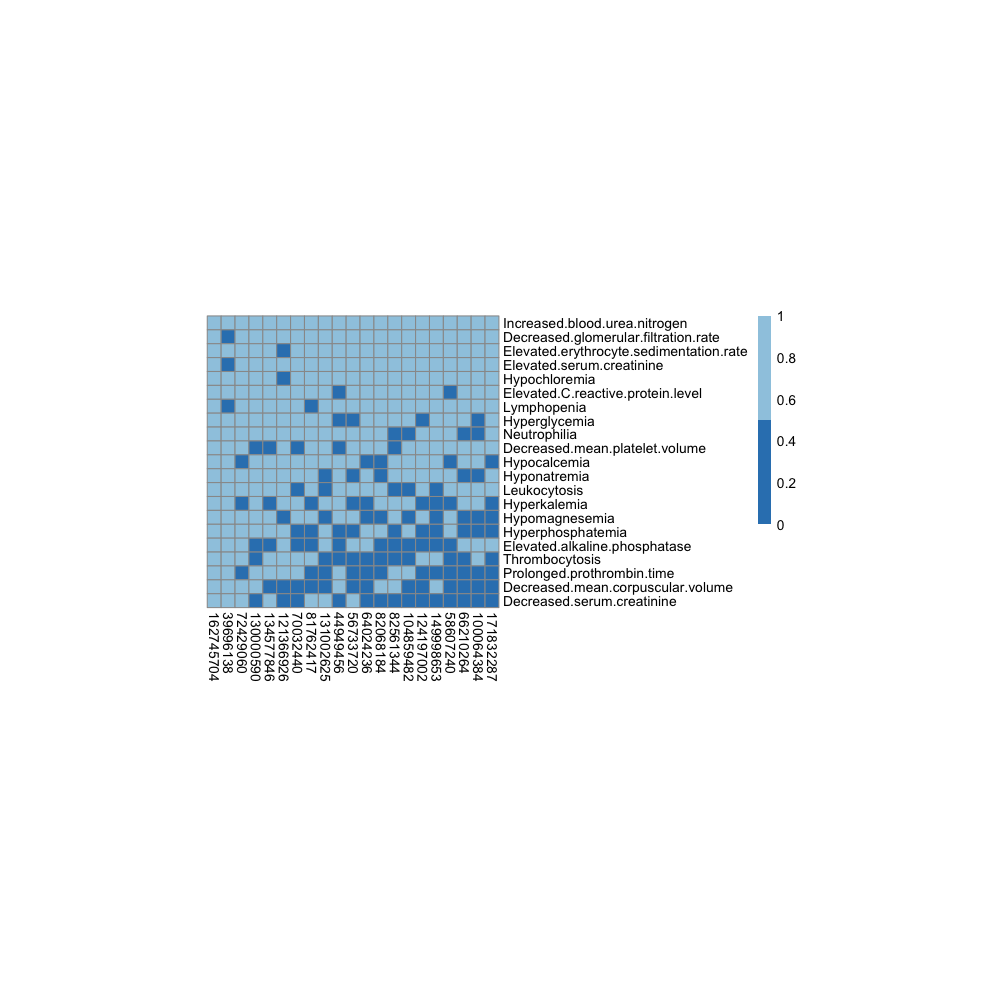 Increased.blood.urea.nitrogen
Decreased.glomerular.filtration.rate
Elevated.erythrocyte.sedimentation.rate
Elevated.serum.creatinine
Hypochloremia
Elevated.C.reactive.protein.level
Lymphopenia
Hyperglycemia
Neutrophilia
Decreased.mean.platelet.volume
Hypocalcemia
Hyponatremia
Leukocytosis
Hyperkalemia
Hypomagnesemia
Hyperphosphatemia
Elevated.alkaline.phosphatase
Thrombocytosis
Prolonged.prothrombin.time
Decreased.mean.corpuscular.volume
Decreased.serum.creatinine
1
0.8
0.6
0.4
0.2
0
162745704
39696138
72429060
130000590
134577846
121366926
70032440
81762417
131002625
44949456
56733720
64024236
82068184
82561344
104859482
124197002
149998653
58607240
66210264
100064384
171832287